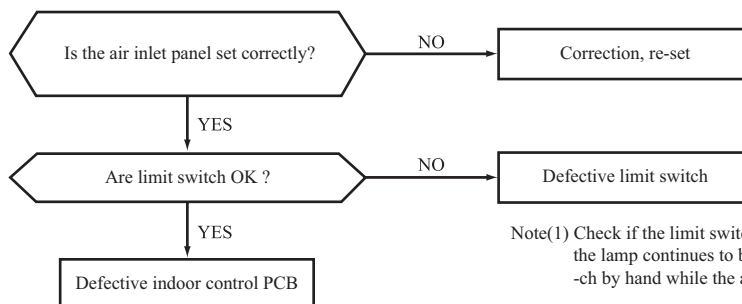 Is the air inlet panel set correctly?
NO
Correction, re-set
YES
Are limit switch OK ?
NO
Defective limit switch
YES
Note(1) Check if the limit
the lamp continues to
-ch by hand while the
Defective indoor control PCB